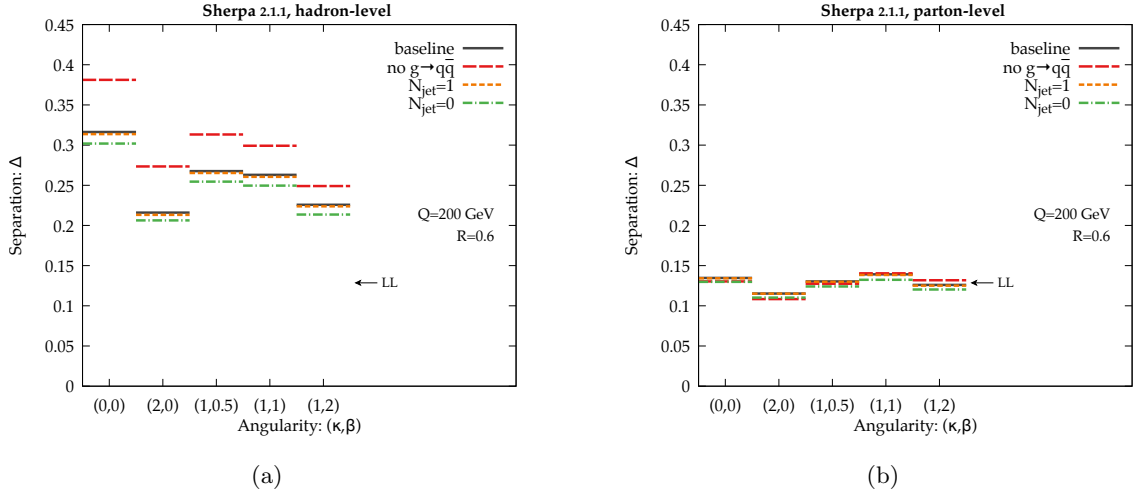 Sherpa 2.1.1, hadron-level
0.45
0.4
0.35
0.3
0.25
0.2
0.15
0.1
0.05
0
Separation: Δ
baseline
no g→qq̅
N_jet=1
N_jet=0
Q=200 GeV
R=0.6
← LL
(0,0) (2,0) (1,0.5) (1,1) (1,2)
Angularity: (κ,β)
(a)
Sherpa 2.1.1, parton-level
0.45
0.4
0.35
0.3
0.25
0.2
0.15
0.1
0.05
0
Separation: Δ
baseline
no g→qq̅
N_jet=1
N_jet=0
Q=200 GeV
R=0.6
← LL
(0,0) (2,0) (1,0.5) (1,1) (1,2)
Angularity: (κ,β)
(b)